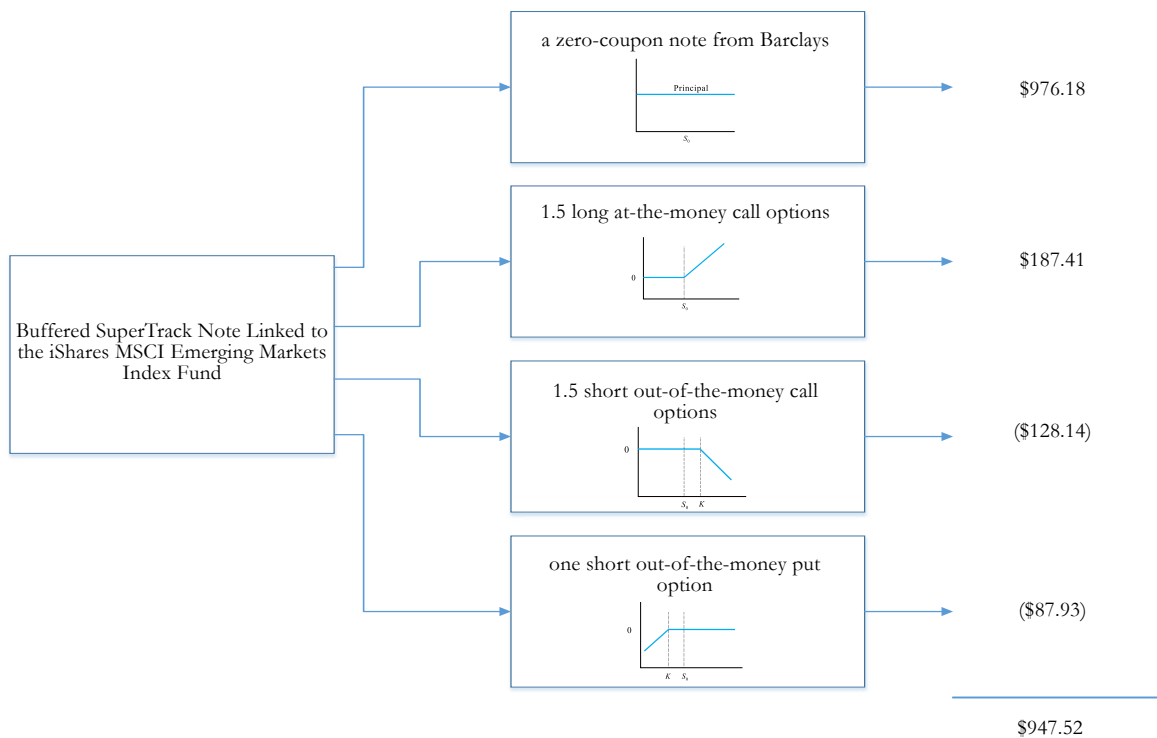 a zero-coupon note from Barclays
Principal
S₀
$976.18
1.5 long at-the-money call options
0
S₀
$187.41
Buffered SuperTrack Note Linked to
the iShares MSCI Emerging Markets
Index Fund
1.5 short out-of-the-money call
options
0
S₀ K
($128.14)
one short out-of-the-money put
option
0
K S₀
($87.93)
$947.52